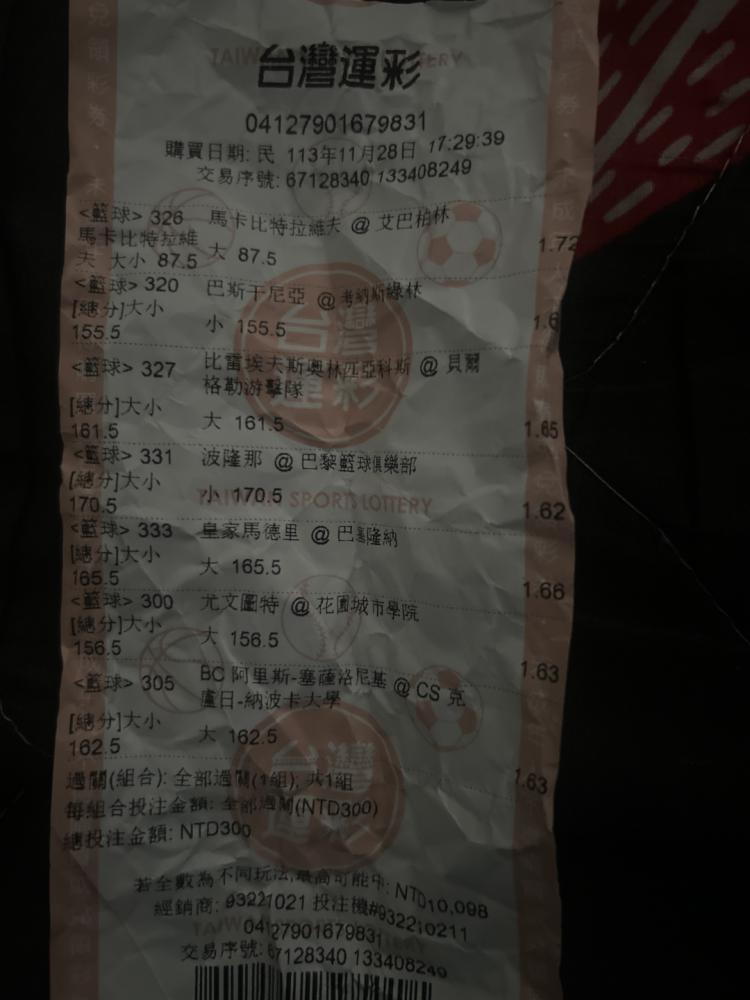 台灣運彩
04127901679831
購買日期: 民 113年11月28日 17:29:39
交易序號: 67128340 133408249
<籃球> 326 馬卡比特拉維夫 @ 艾巴柏林
馬卡比特拉維
夫 大小 87.5 大 87.5 1.72
<籃球> 320 巴斯干尼亞 @ 考納斯綠林
[總分]大小
155.5 小 155.5 1.6
<籃球> 327 比雷埃夫斯奧林匹亞科斯 @ 貝爾
格勒游擊隊
[總分]大小
161.5 大 161.5 1.65
<籃球> 331 波隆那 @ 巴黎籃球俱樂部
[總分]大小
170.5 小 170.5 1.62
TAIWAN SPORTS LOTTERY
<籃球> 333 皇家馬德里 @ 巴塞隆納
[總分]大小
165.5 大 165.5 1.66
<籃球> 300 尤文圖特 @ 花園城市學院
[總分]大小
156.5 大 156.5 1.63
<籃球> 305 BC 阿里斯-塞薩洛尼基 @ CS 克
盧日-納波卡大學
[總分]大小
162.5 大 162.5 1.63
過關(組合): 全部過關(1組); 共1組
每組合投注金額: 全部過關(NTD300)
總投注金額: NTD300
若全數為不同玩法,最高可能中: NTD10,098
經銷商: 93221021 投注機#932210211
04127901679831
交易序號: 67128340 133408249